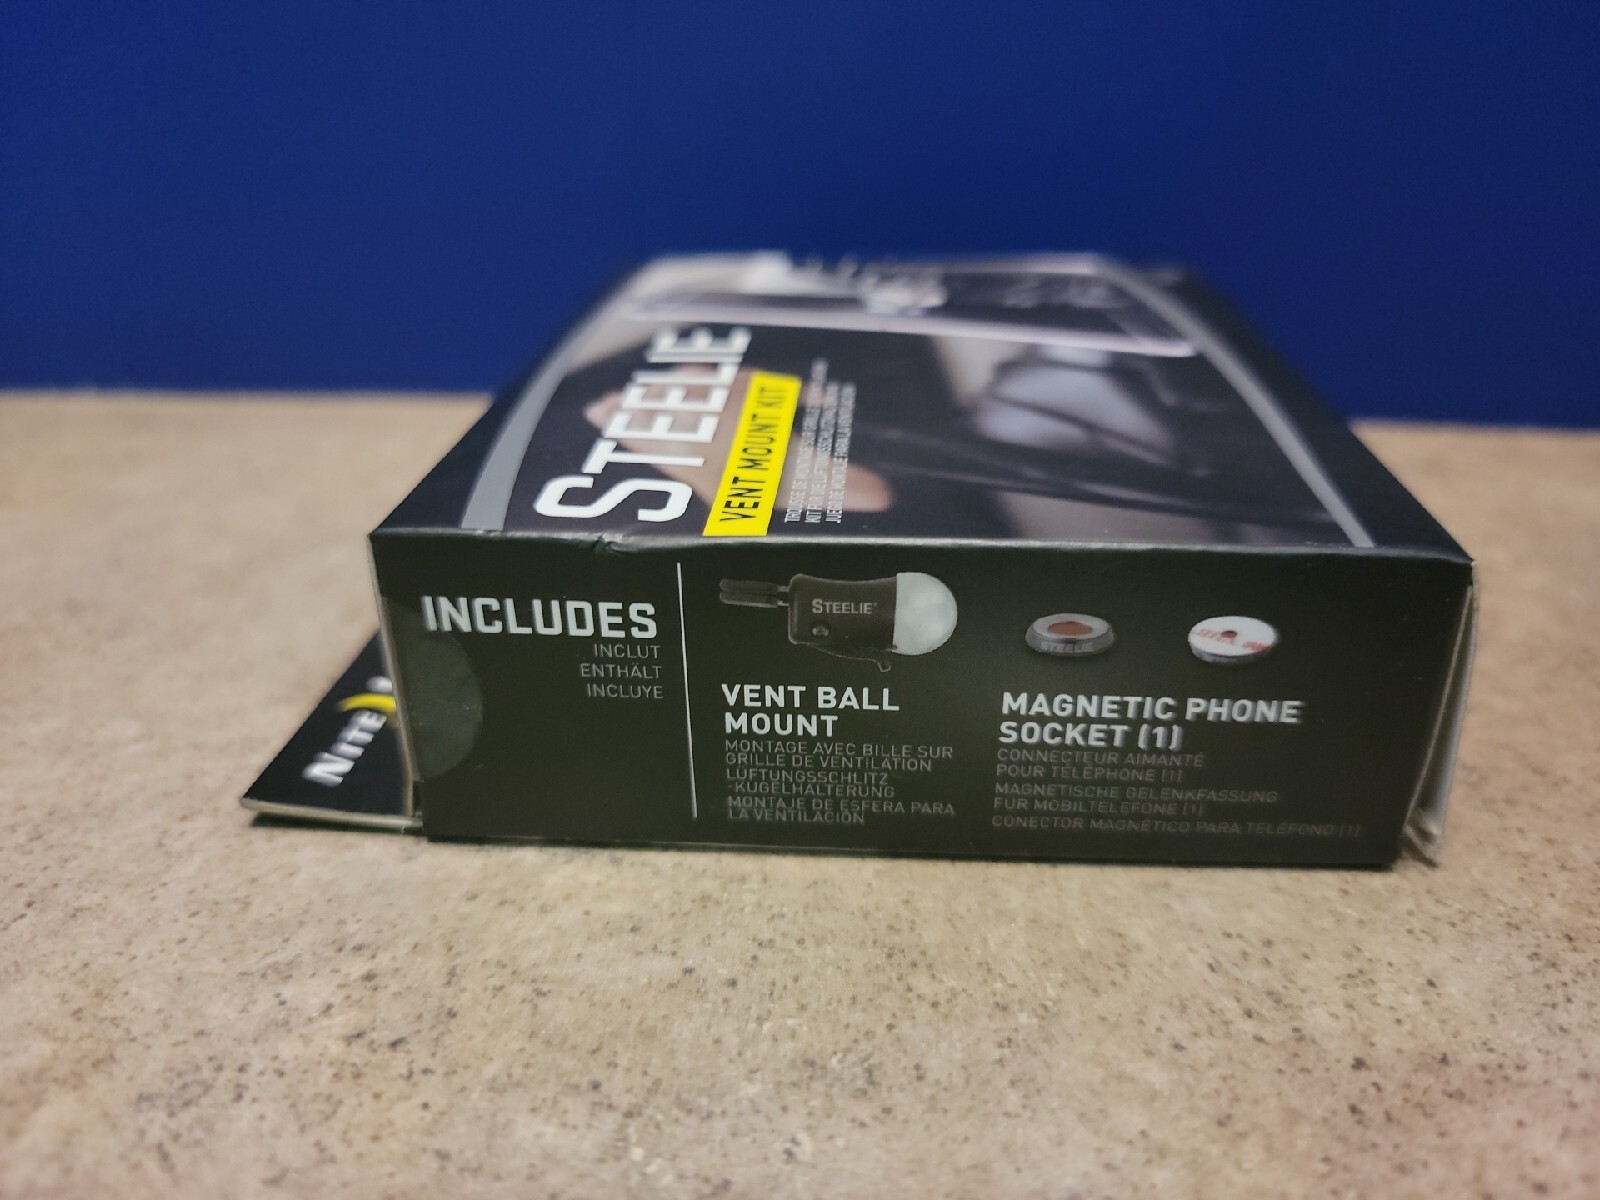 STEELIE
VENT MOUNT KIT
NITE
INCLUDES
INCLUT
ENTHÄLT
INCLUYE
STEELIE
VENT BALL
MOUNT
MONTAGE AVEC BILLE SUR
GRILLE DE VENTILATION
LÜFTUNGSSCHLITZ
-KUGELHALTERUNG
MONTAJE DE ESFERA PARA
LA VENTILACIÓN
STEELIE
MAGNETIC PHONE
SOCKET (1)
CONNECTEUR AIMANTÉ
POUR TÉLÉPHONE (1)
MAGNETISCHE GELENKFASSUNG
FÜR MOBILTELEFONE (1)
CONECTOR MAGNÉTICO PARA TELÉFONO (1)